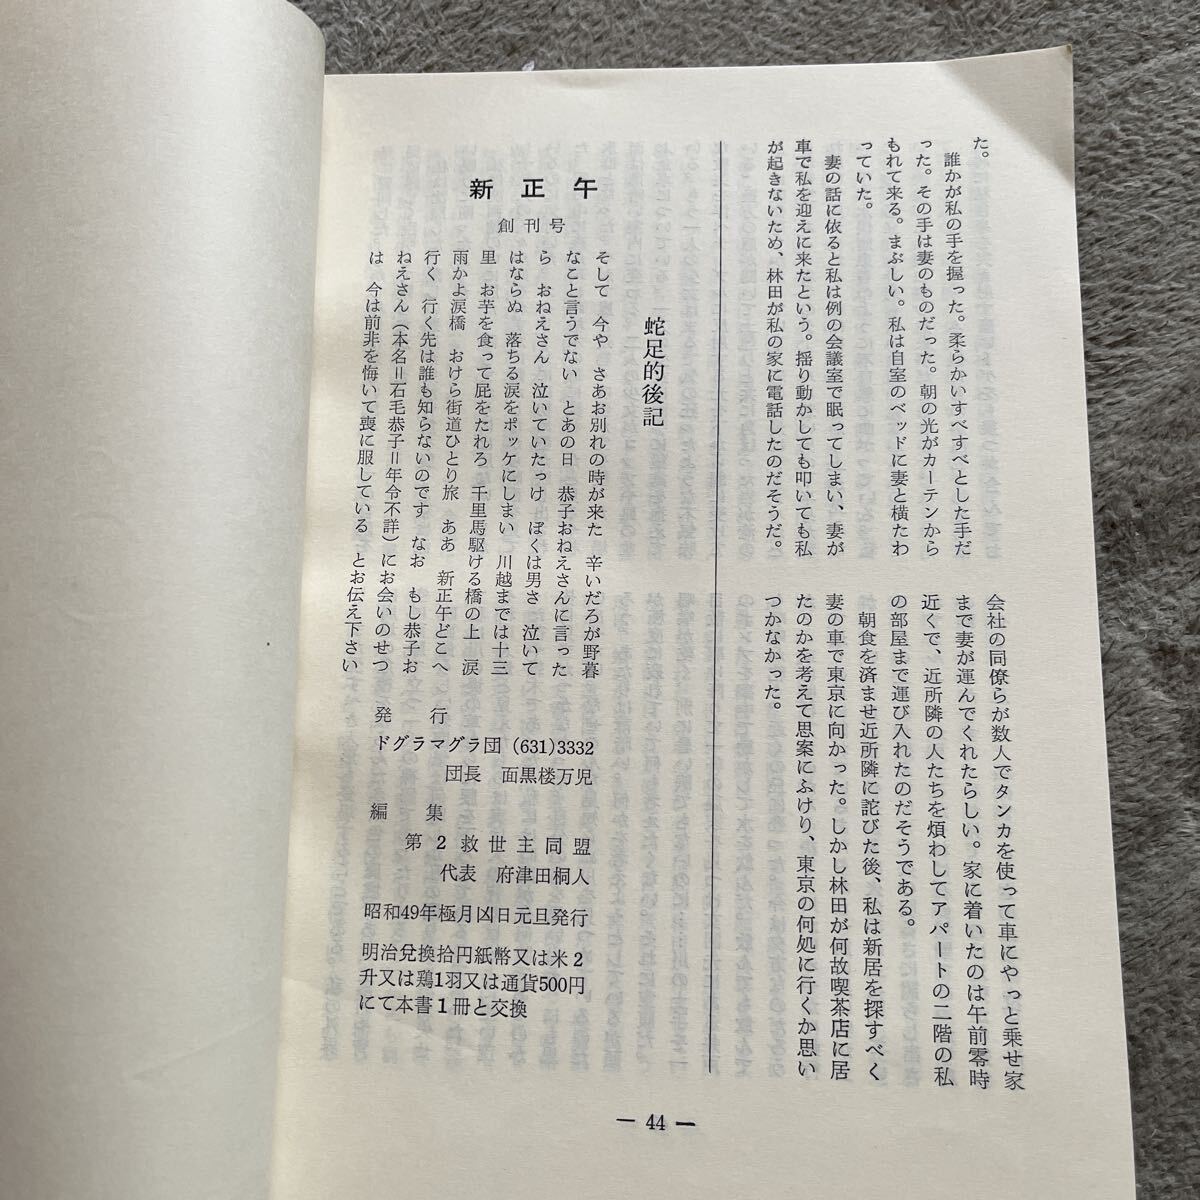 た。
　誰かが私の手を握った。柔らかいすべすべとした手だ
った。その手は妻のものだった。朝の光がカーテンから
もれて来る。まぶしい。私は自室のベッドに妻と横たわ
っていた。
　妻の話に依ると私は例の会議室で眠ってしまい、妻が
車で私を迎えに来たという。揺り動かしても叩いても私
が起きないため、林田が私の家に電話したのだそうだ。
会社の同僚らが数人でタンカを使って車にやっと乗せ家
まで妻が運んでくれたらしい。家に着いたのは午前零時
近くで、近所隣の人たちを煩わしてアパートの二階の私
の部屋まで運び入れたのだそうである。
　朝食を済ませ近所隣に詫びた後、私は新居を探すべく
妻の車で東京に向かった。しかし林田が何故喫茶店に居
たのかを考えて思案にふけり、東京の何処に行くか思い
つかなかった。
蛇足的後記
そして　今や　さあお別れの時が来た　辛いだろが野暮
なこと言うでない　とあの日　恭子おねえさんに言った
ら、おねえさん　泣いていたっけ　ぼくは男さ　泣いて
はならぬ　落ちる涙をポッケにしまい　川越までは十三
里　お芋を食って屁をたれろ　千里馬駆ける橋の上　涙
雨かよ涙橋　おけら街道ひとり旅　ああ　新正午どこへ
行く　行く先は誰も知らないのです　なお　もし恭子お
ねえさん（本名＝石毛恭子＝年令不詳）にお会いのせつ
は　今は前非を悔いて喪に服している　とお伝え下さい
新正午
創刊号
発行
ドグラマグラ団（631）3332
団長　面黒楼万児
編集
第２救世主同盟
代表　府津田桐人
昭和49年極月凶日元旦発行
明治兌換拾円紙幣又は米２
升又は鶏1羽又は通貨500円
にて本書１冊と交換
— 44 —